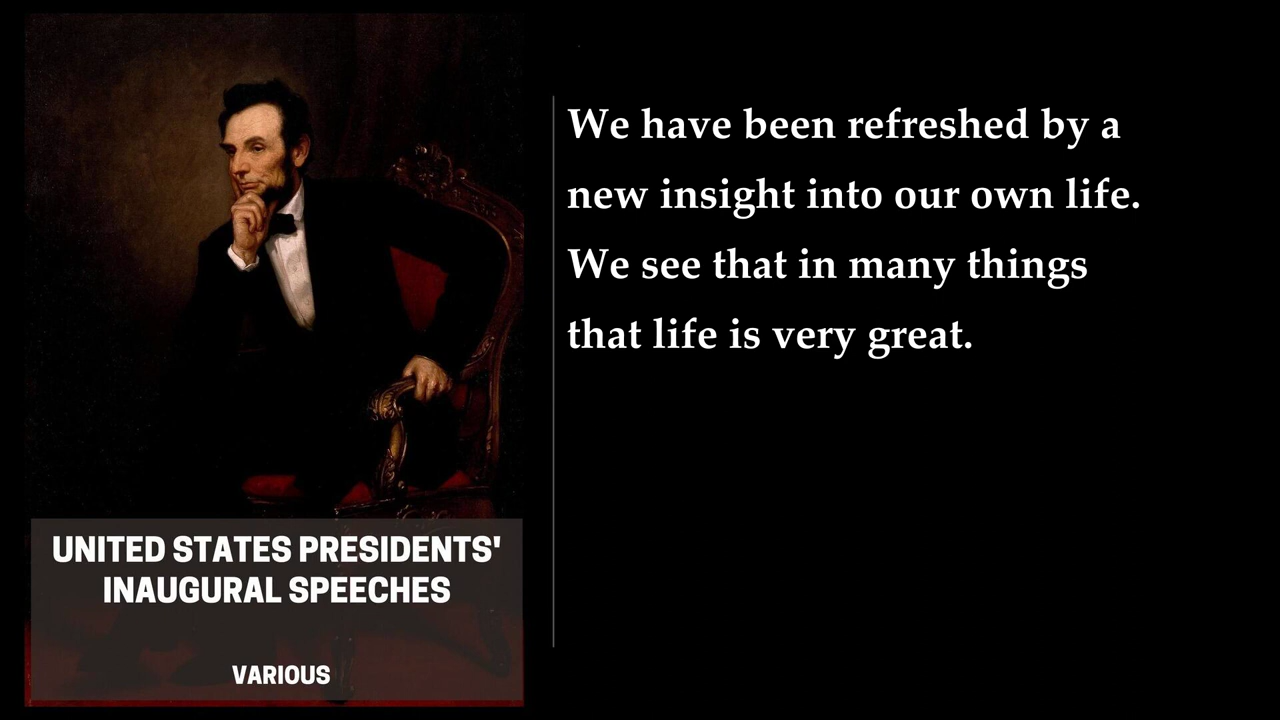 We have been refreshed by a
new insight into our own life.
We see that in many things
that life is very great.
UNITED STATES PRESIDENTS'
INAUGURAL SPEECHES
VARIOUS